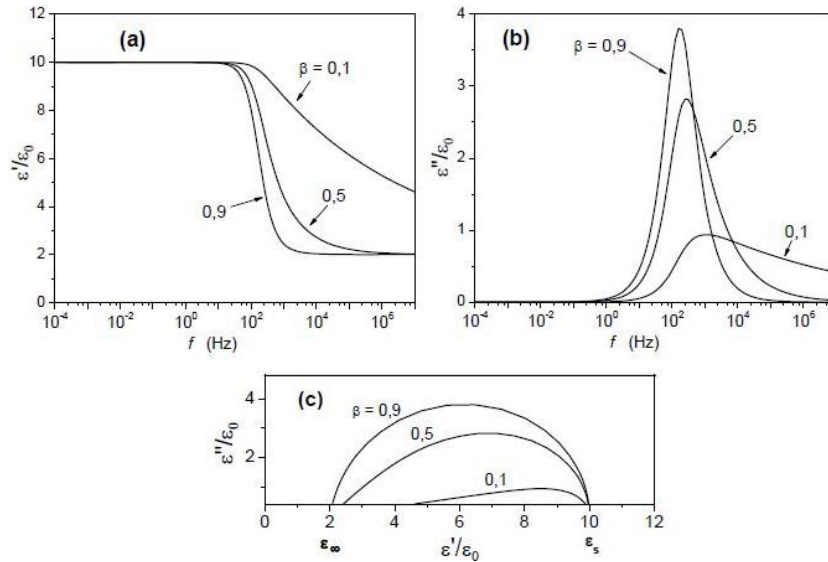 (a)
12
10
8
6
4
2
0
ε'/ε₀
β = 0,1
0,5
0,9
10⁻⁴ 10⁻² 10⁰ 10² 10⁴ 10⁶
f (Hz)
(b)
4
3
2
1
0
ε''/ε₀
β = 0,9
0,5
0,1
10⁻⁴ 10⁻² 10⁰ 10² 10⁴ 10⁶
f (Hz)
(c)
4
2
ε''/ε₀
β = 0,9
0,5
0,1
0 2 4 6 8 10 12
ε∞ ε'/ε₀ εₛ